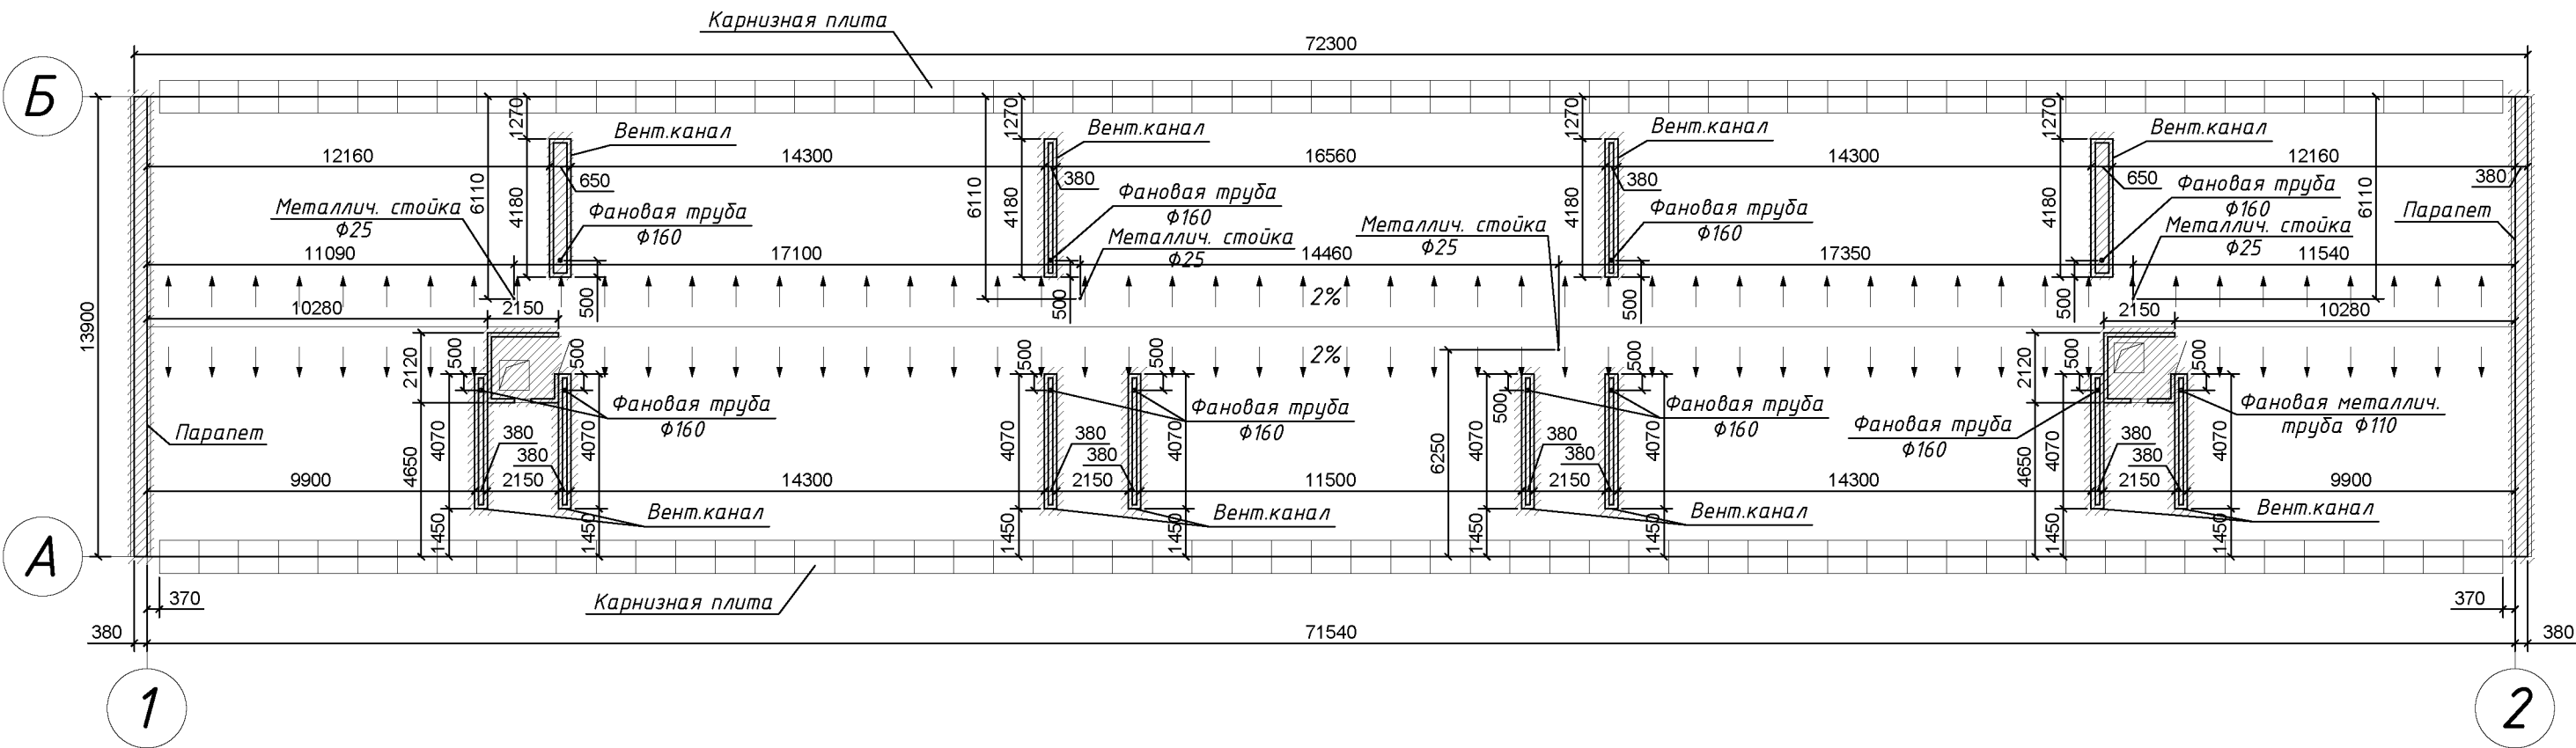 Карнизная плита
72300
Б
1270
1270
1270
1270
Вент.канал
Вент.канал
Вент.канал
Вент.канал
12160
14300
16560
14300
12160
650
380
380
650
380
6110
4180
6110
4180
4180
4180
6110
Металлич. стойка
Ф25
Фановая труба
Ф160
Фановая труба
Ф160
Металлич. стойка
Ф25
Металлич. стойка
Ф25
Фановая труба
Ф160
Фановая труба
Ф160
Металлич. стойка
Ф25
Парапет
11090
17100
14460
17350
11540
500
500
500
500
2%
10280
2150
2150
10280
13900
2%
2120
500
500
500
500
500
500
500
500
2120
Фановая труба
Ф160
Фановая труба
Ф160
Фановая труба
Ф160
Фановая труба
Ф160
Фановая металлич.
труба Ф110
Парапет
4650
4070
4070
4070
4070
6250
4070
4070
4650
4070
4070
380
380
380
380
380
380
380
380
9900
2150
14300
2150
11500
2150
14300
2150
9900
Вент.канал
Вент.канал
Вент.канал
Вент.канал
1450
1450
1450
1450
1450
1450
1450
1450
А
Карнизная плита
370
370
380
71540
380
1
2